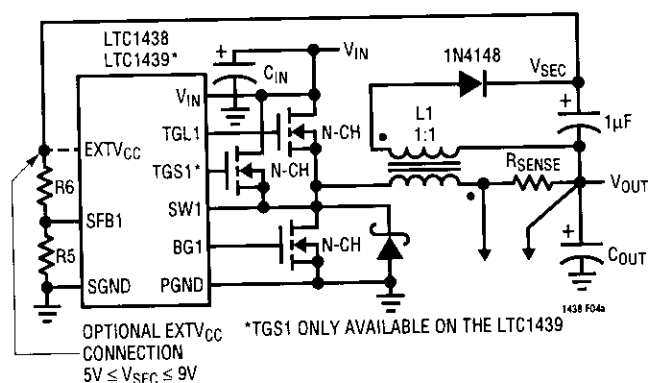 LTC1438
LTC1439*
+
C_IN
V_IN
1N4148
V_SEC
V_IN
L1
1:1
+
1µF
TGL1
N-CH
EXTV_CC
TGS1*
N-CH
R_SENSE
V_OUT
R6
SW1
SFB1
BG1
N-CH
+
C_OUT
R5
SGND
PGND
1438 F04a
OPTIONAL EXTV_CC
CONNECTION
5V ≤ V_SEC ≤ 9V
*TGS1 ONLY AVAILABLE ON THE LTC1439